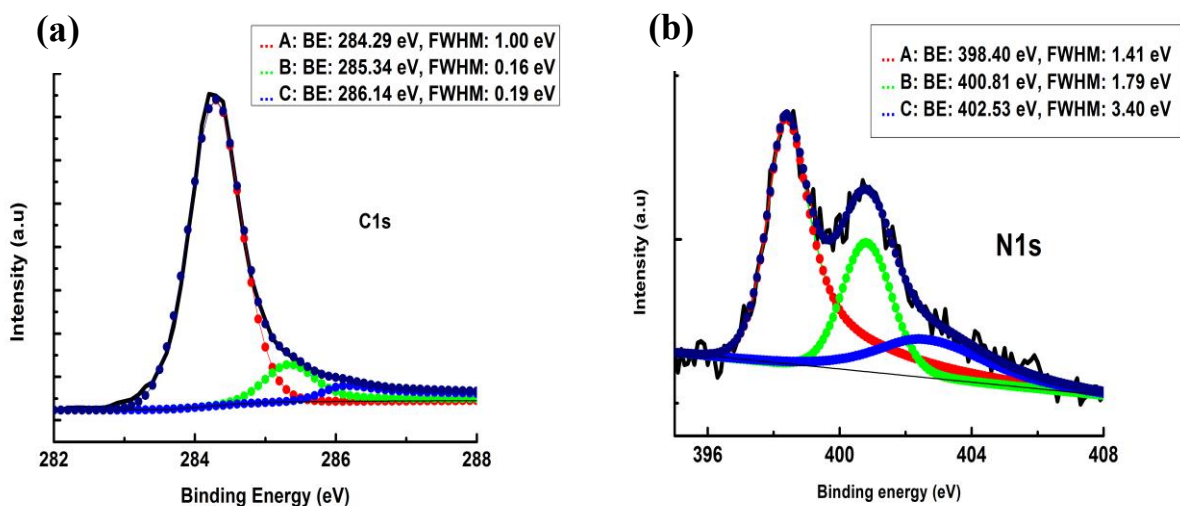 (a)
... A: BE: 284.29 eV, FWHM: 1.00 eV
... B: BE: 285.34 eV, FWHM: 0.16 eV
... C: BE: 286.14 eV, FWHM: 0.19 eV
C1s
Intensity (a.u)
282 284 286 288
Binding Energy (eV)
(b)
... A: BE: 398.40 eV, FWHM: 1.41 eV
... B: BE: 400.81 eV, FWHM: 1.79 eV
... C: BE: 402.53 eV, FWHM: 3.40 eV
N1s
Intensity (a.u)
396 400 404 408
Binding energy (eV)